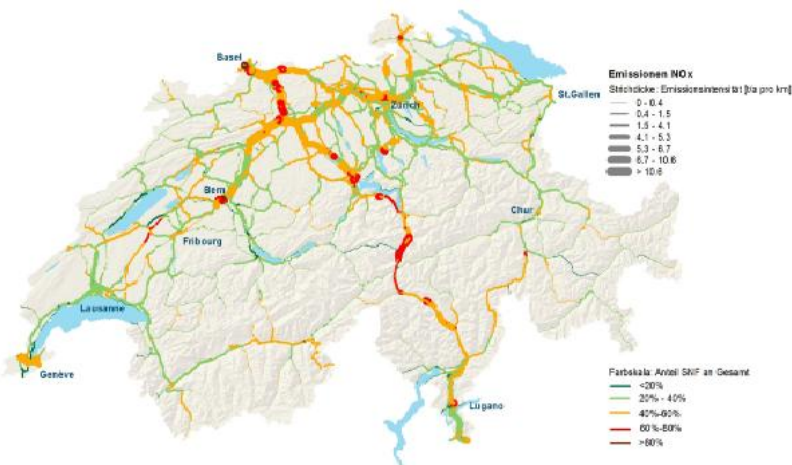 Basel
Zürich
St.Gallen
Bern
Chur
Fribourg
Lausanne
Genève
Lugano
Emissionen NOx
Strichdicke: Emissionsintensität [t/a pro km]
0 - 0.4
0.4 - 1.5
1.5 - 4.1
4.1 - 5.3
5.3 - 6.7
6.7 - 10.6
> 10.6
Farbskala: Anteil SNF an Gesamt
<20%
20% - 40%
40%-60%
60%-80%
>80%